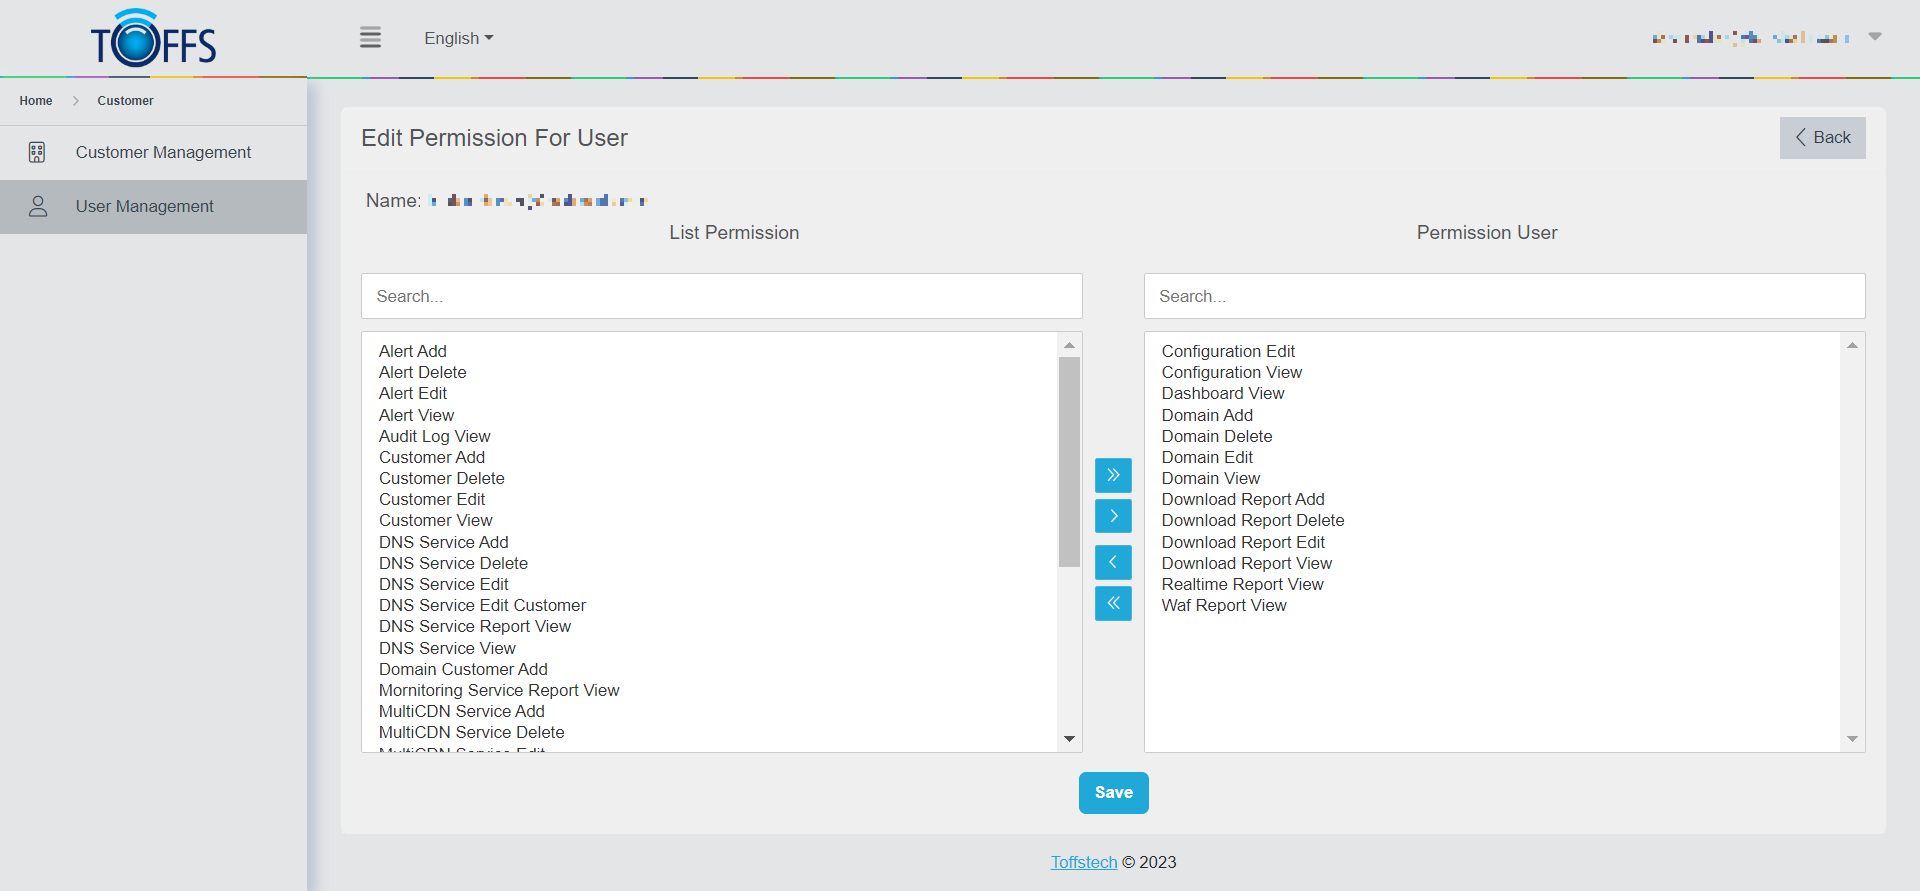 TOFFS
English
Home > Customer
Customer Management
User Management
Edit Permission For User
Back
Name:
List Permission
Permission User
Search...
Search...
Alert Add
Alert Delete
Alert Edit
Alert View
Audit Log View
Customer Add
Customer Delete
Customer Edit
Customer View
DNS Service Add
DNS Service Delete
DNS Service Edit
DNS Service Edit Customer
DNS Service Report View
DNS Service View
Domain Customer Add
Mornitoring Service Report View
MultiCDN Service Add
MultiCDN Service Delete
MultiCDN Service Edit
Configuration Edit
Configuration View
Dashboard View
Domain Add
Domain Delete
Domain Edit
Domain View
Download Report Add
Download Report Delete
Download Report Edit
Download Report View
Realtime Report View
Waf Report View
Save
Toffstech © 2023